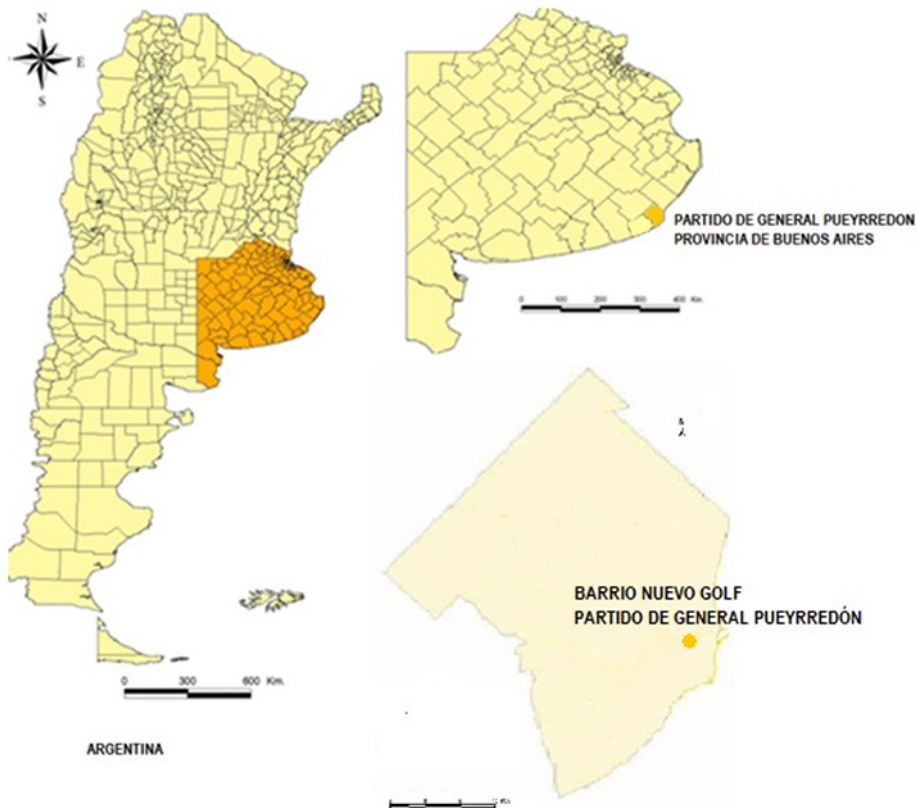 N
E
S
PARTIDO DE GENERAL PUEYRREDON
PROVINCIA DE BUENOS AIRES
0 100 200 300 400 Km.
BARRIO NUEVO GOLF
PARTIDO DE GENERAL PUEYRREDÓN
0 300 600 Km.
ARGENTINA